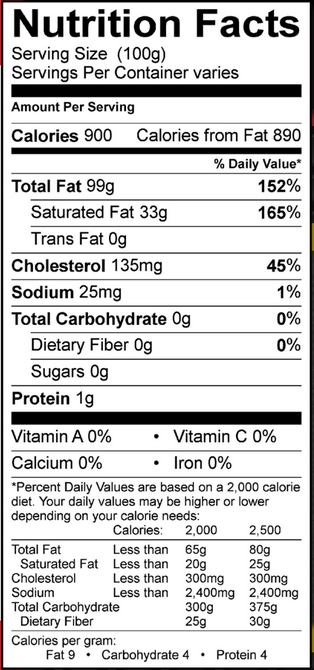 Nutrition Facts
Serving Size (100g)
Servings Per Container varies
Amount Per Serving
Calories 900 Calories from Fat 890
% Daily Value*
Total Fat 99g 152%
Saturated Fat 33g 165%
Trans Fat 0g
Cholesterol 135mg 45%
Sodium 25mg 1%
Total Carbohydrate 0g 0%
Dietary Fiber 0g 0%
Sugars 0g
Protein 1g
Vitamin A 0% • Vitamin C 0%
Calcium 0% • Iron 0%
*Percent Daily Values are based on a 2,000 calorie
diet. Your daily values may be higher or lower
depending on your calorie needs:
Calories: 2,000 2,500
Total Fat Less than 65g 80g
Saturated Fat Less than 20g 25g
Cholesterol Less than 300mg 300mg
Sodium Less than 2,400mg 2,400mg
Total Carbohydrate 300g 375g
Dietary Fiber 25g 30g
Calories per gram:
Fat 9 • Carbohydrate 4 • Protein 4